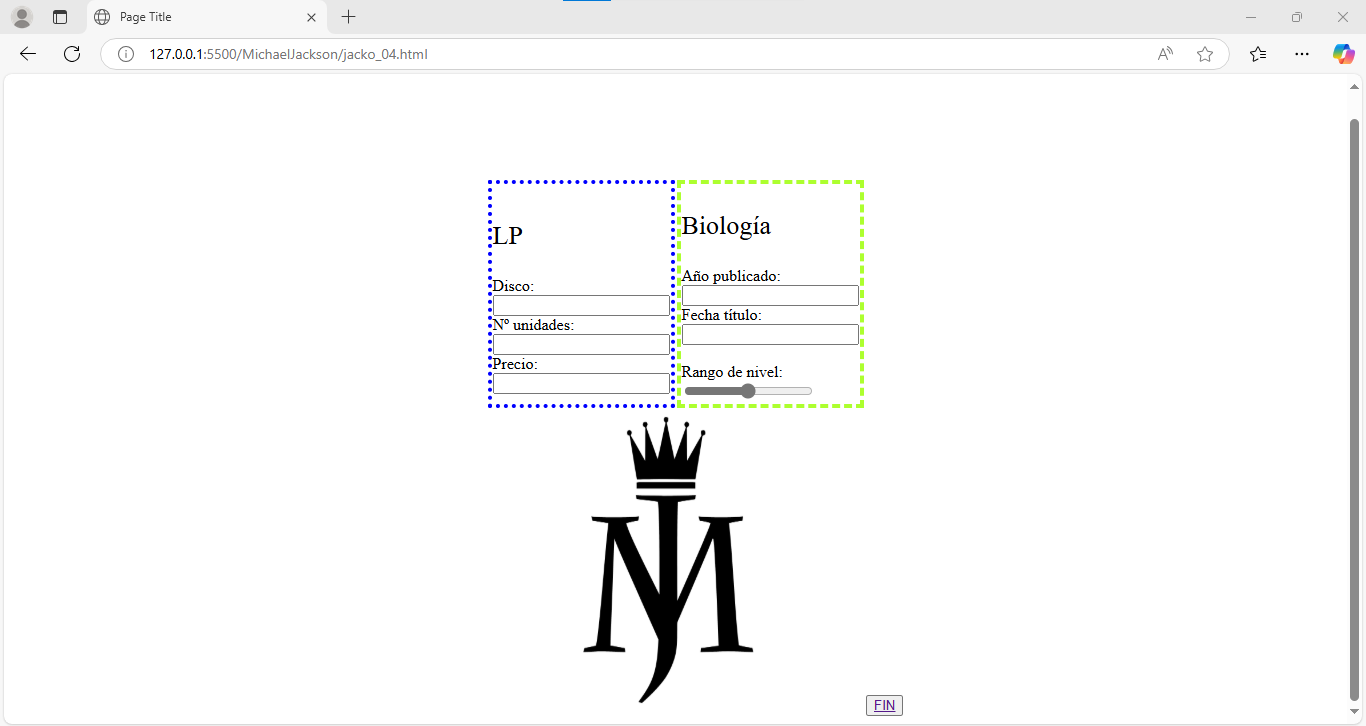 Page Title
127.0.0.1:5500/MichaelJackson/jacko_04.html
LP
Disco:
Nº unidades:
Precio:
Biología
Año publicado:
Fecha título:
Rango de nivel:
MJ
FIN